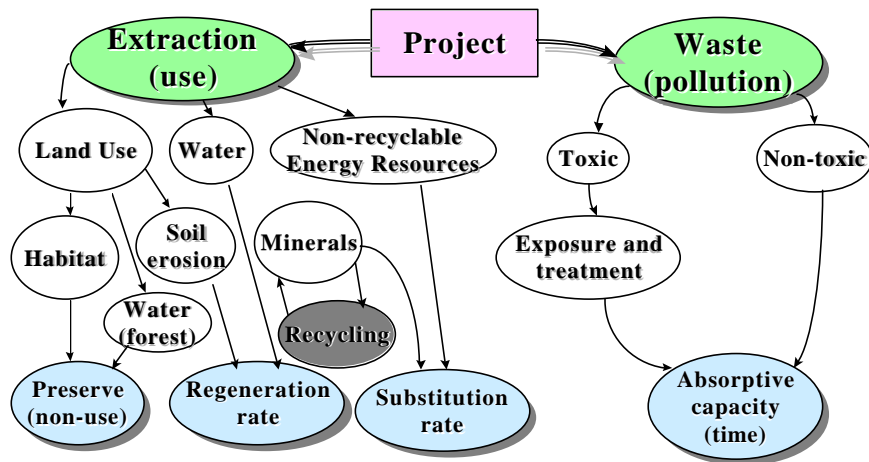 Project
Extraction
(use)
Waste
(pollution)
Land Use
Water
Non-recyclable
Energy Resources
Toxic
Non-toxic
Habitat
Soil
erosion
Minerals
Exposure and
treatment
Water
(forest)
Recycling
Preserve
(non-use)
Regeneration
rate
Substitution
rate
Absorptive
capacity
(time)